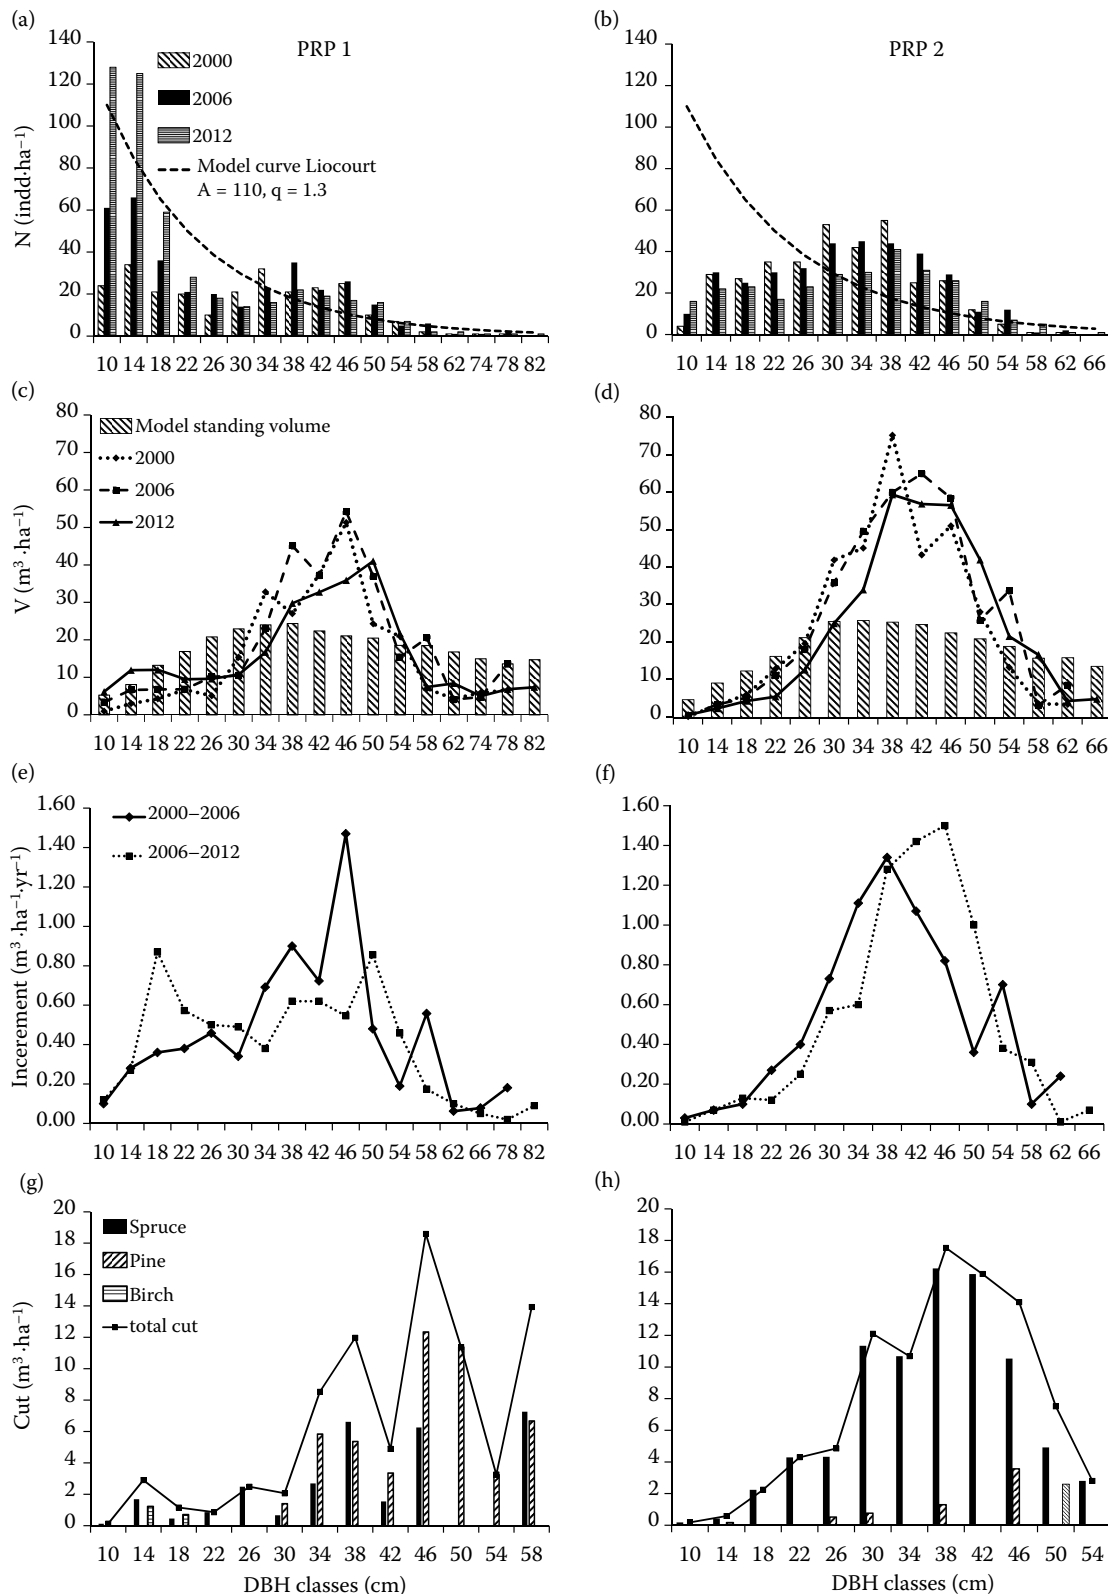 (a)
PRP 1
140
120
100
80
60
40
20
0
N (indd·ha⁻¹)
2000
2006
2012
Model curve Liocourt
A = 110, q = 1.3
10 14 18 22 26 30 34 38 42 46 50 54 58 62 74 78 82
(b)
PRP 2
140
120
100
80
60
40
20
0
10 14 18 22 26 30 34 38 42 46 50 54 58 62 66
(c)
80
70
60
50
40
30
20
10
0
V (m³·ha⁻¹)
Model standing volume
2000
2006
2012
10 14 18 22 26 30 34 38 42 46 50 54 58 62 74 78 82
(d)
80
70
60
50
40
30
20
10
0
10 14 18 22 26 30 34 38 42 46 50 54 58 62 66
(e)
1.60
1.40
1.20
1.00
0.80
0.60
0.40
0.20
0.00
Incerement (m³·ha⁻¹·yr⁻¹)
2000–2006
2006–2012
10 14 18 22 26 30 34 38 42 46 50 54 58 62 66 78 82
(f)
1.60
1.40
1.20
1.00
0.80
0.60
0.40
0.20
0.00
10 14 18 22 26 30 34 38 42 46 50 54 58 62 66
(g)
20
18
16
14
12
10
8
6
4
2
0
Cut (m³·ha⁻¹)
Spruce
Pine
Birch
total cut
10 14 18 22 26 30 34 38 42 46 50 54 58
DBH classes (cm)
(h)
20
18
16
14
12
10
8
6
4
2
0
10 14 18 22 26 30 34 38 42 46 50 54
DBH classes (cm)